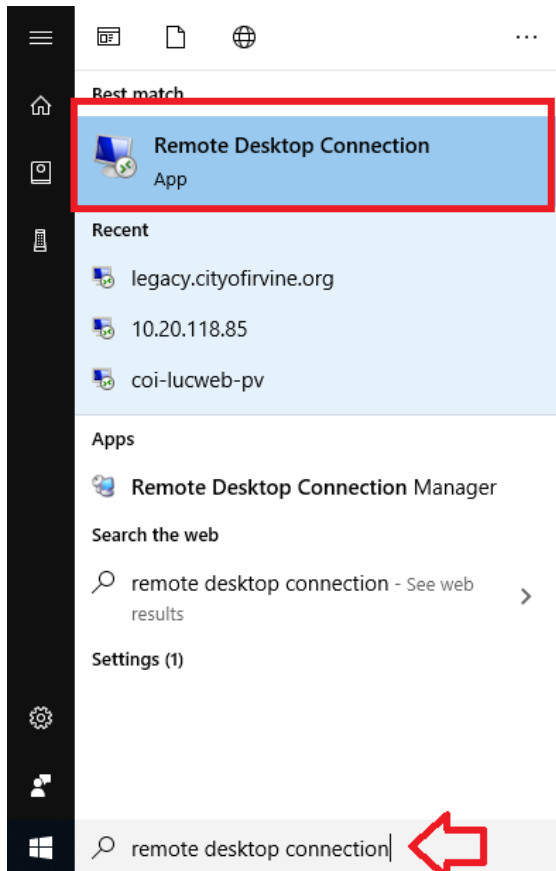 Best match
Remote Desktop Connection
App
Recent
legacy.cityofirvine.org
10.20.118.85
coi-lucweb-pv
Apps
Remote Desktop Connection Manager
Search the web
remote desktop connection - See web
results
Settings (1)
remote desktop connection